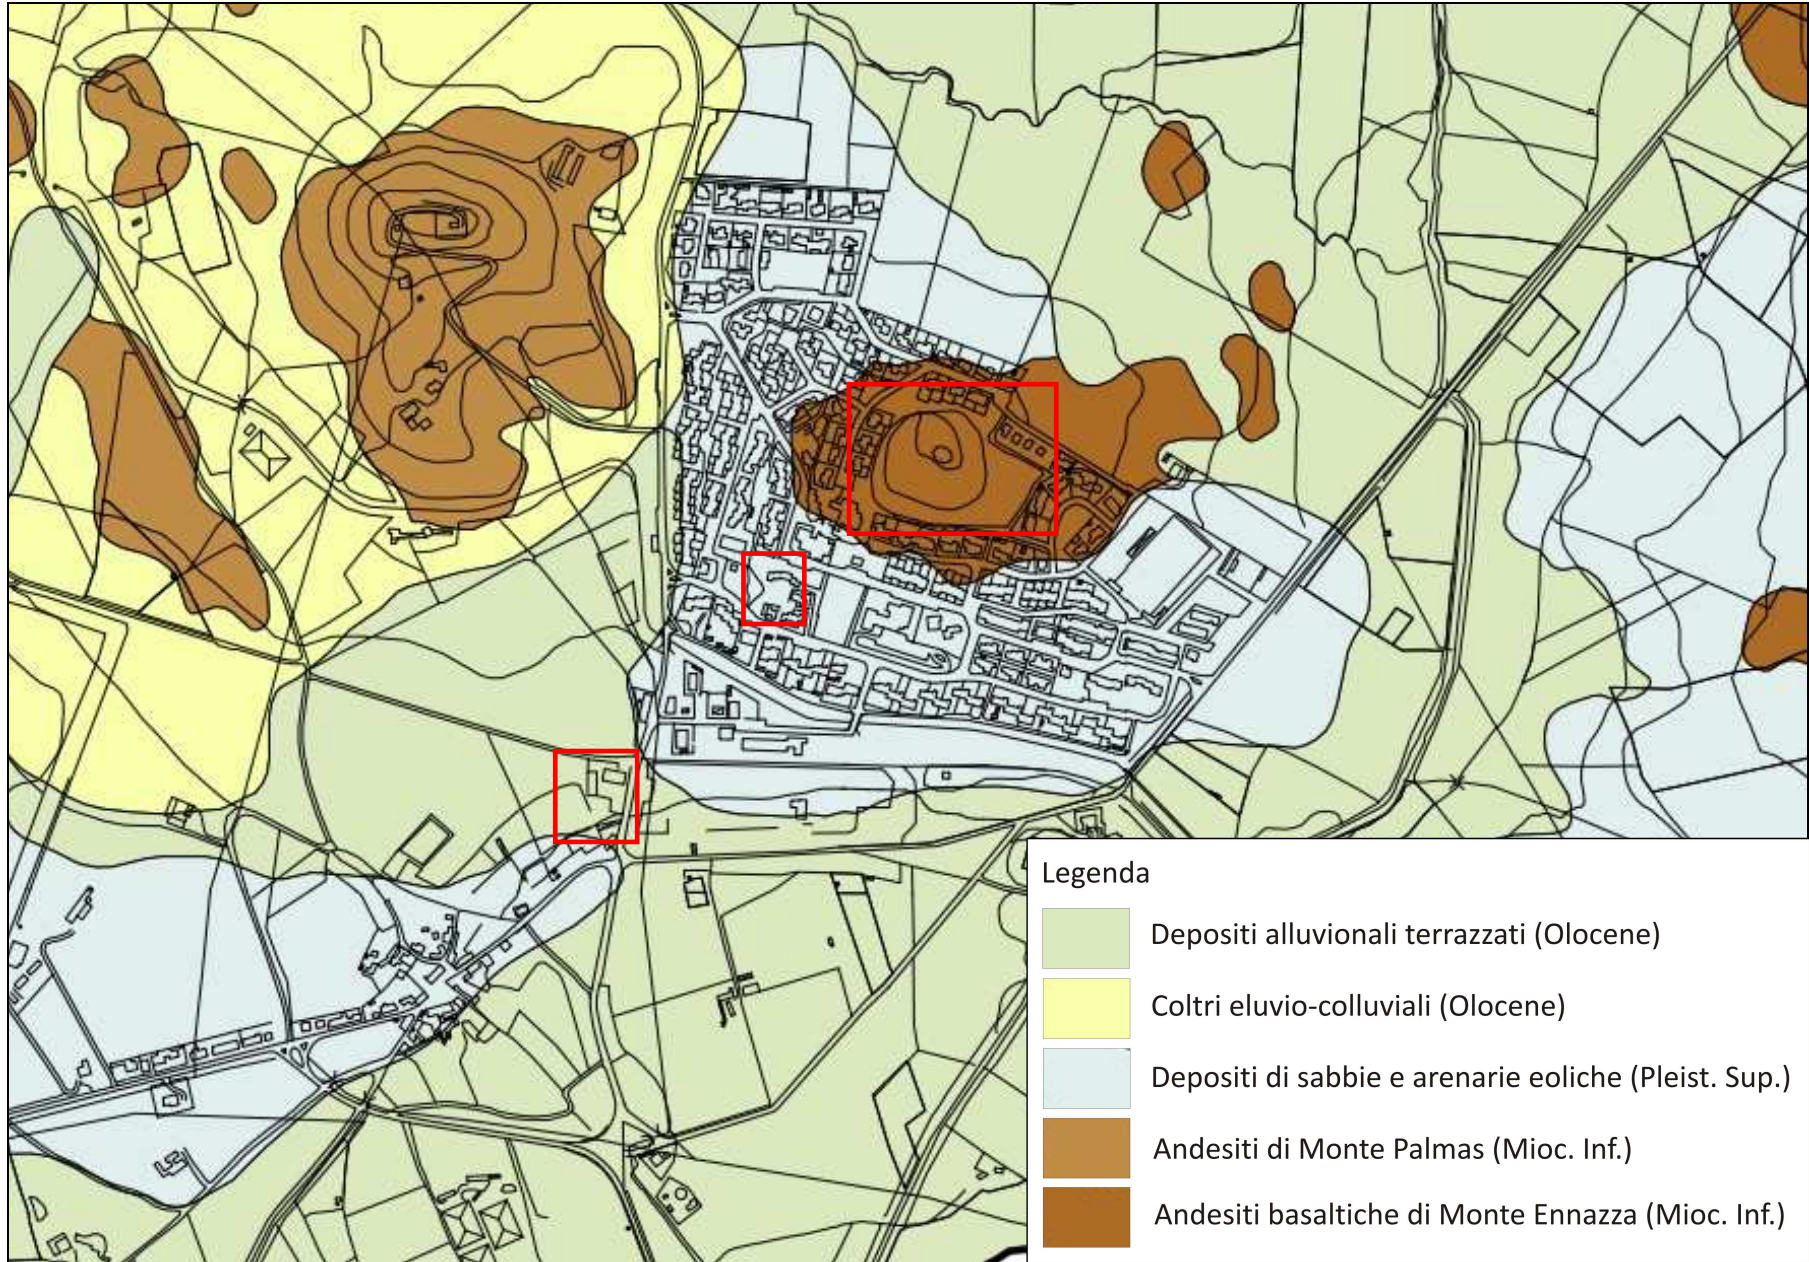 Legenda
Depositi alluvionali terrazzati (Olocene)
Coltri eluvio-colluviali (Olocene)
Depositi di sabbie e arenarie eoliche (Pleist. Sup.)
Andesiti di Monte Palmas (Mioc. Inf.)
Andesiti basaltiche di Monte Ennazza (Mioc. Inf.)